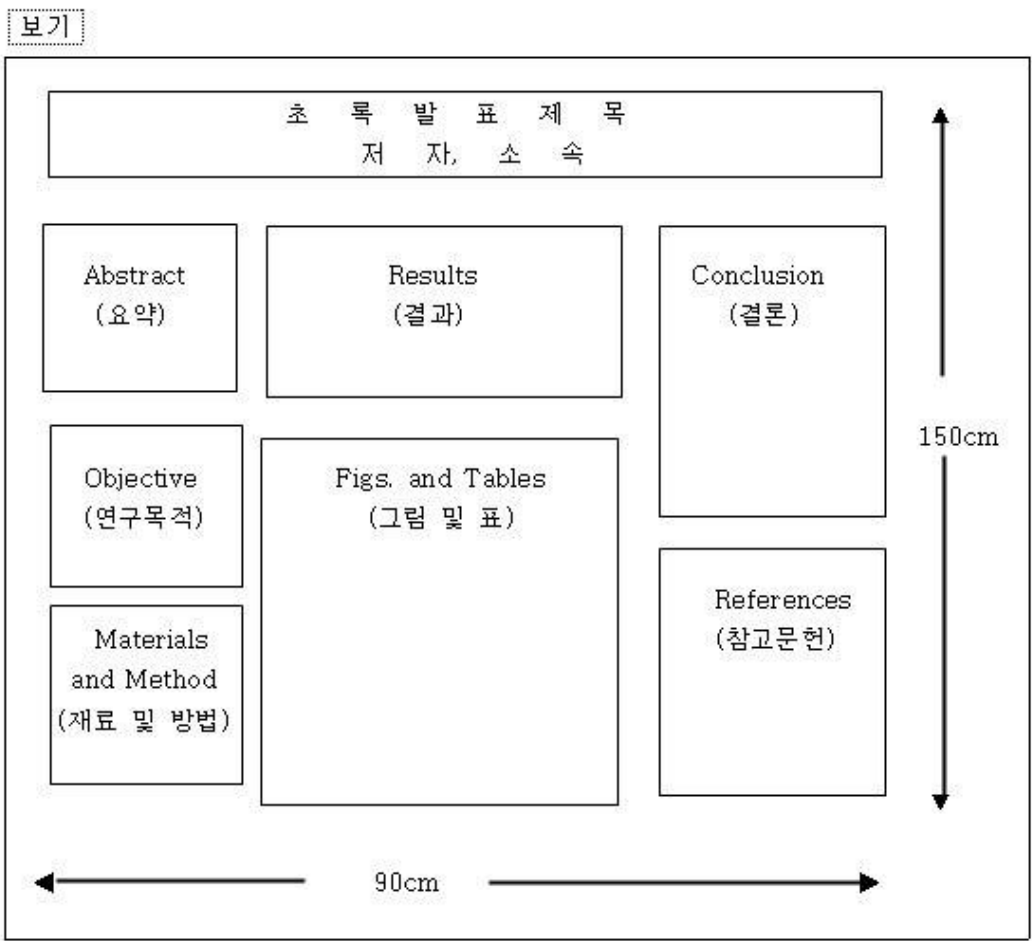 보기
초 록 발 표 제 목
저 자, 소 속
Abstract
(요약)
Results
(결과)
Conclusion
(결론)
150cm
Objective
(연구목적)
Figs. and Tables
(그림 및 표)
Materials
and Method
(재료 및 방법)
References
(참고문헌)
90cm